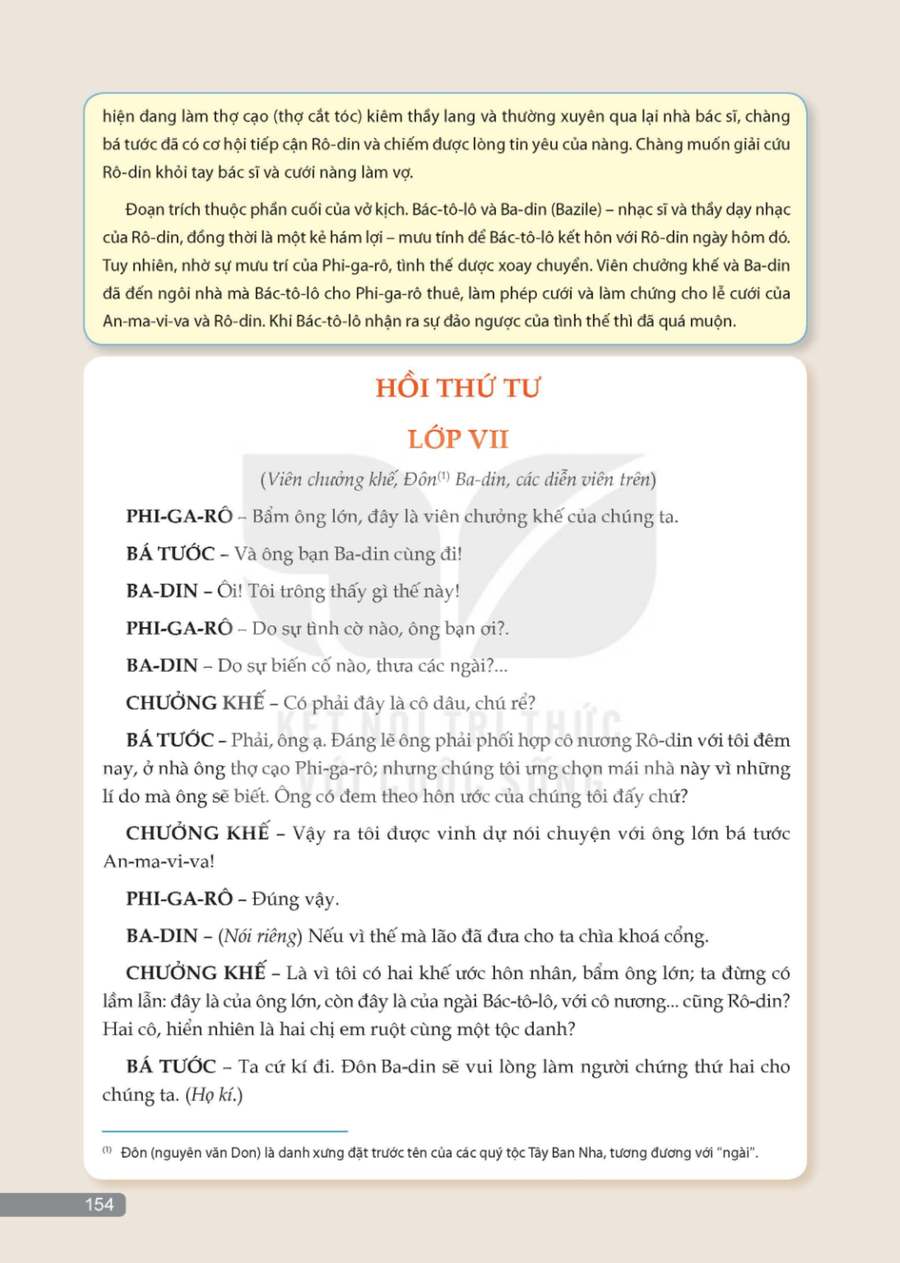 hiện đang làm thợ cạo (thợ cắt tóc) kiêm thầy lang và thường xuyên qua lại nhà bác sĩ, chàng
bá tước đã có cơ hội tiếp cận Rô-din và chiếm được lòng tin yêu của nàng. Chàng muốn giải cứu
Rô-din khỏi tay bác sĩ và cưới nàng làm vợ.
Đoạn trích thuộc phần cuối của vở kịch. Bác-tô-lô và Ba-din (Bazile) – nhạc sĩ và thầy dạy nhạc
của Rô-din, đồng thời là một kẻ hám lợi – mưu tính để Bác-tô-lô kết hôn với Rô-din ngày hôm đó.
Tuy nhiên, nhờ sự mưu trí của Phi-ga-rô, tình thế được xoay chuyển. Viên chưởng khế và Ba-din
đã đến ngôi nhà mà Bác-tô-lô cho Phi-ga-rô thuê, làm phép cưới và làm chứng cho lễ cưới của
An-ma-vi-va và Rô-din. Khi Bác-tô-lô nhận ra sự đảo ngược của tình thế thì đã quá muộn.
HỒI THỨ TƯ
LỚP VII
(Viên chưởng khế, Đôn(1) Ba-din, các diễn viên trên)
PHI-GA-RÔ – Bẩm ông lớn, đây là viên chưởng khế của chúng ta.
BÁ TƯỚC – Và ông bạn Ba-din cùng đi!
BA-DIN – Ôi! Tôi trông thấy gì thế này!
PHI-GA-RÔ – Do sự tình cờ nào, ông bạn ơi?.
BA-DIN – Do sự biến cố nào, thưa các ngài?...
CHƯỞNG KHẾ – Có phải đây là cô dâu, chú rể?
BÁ TƯỚC – Phải, ông ạ. Đáng lẽ ông phải phối hợp cô nương Rô-din với tôi đêm
nay, ở nhà ông thợ cạo Phi-ga-rô; nhưng chúng tôi ưng chọn mái nhà này vì những
lí do mà ông sẽ biết. Ông có đem theo hôn ước của chúng tôi đấy chứ?
CHƯỞNG KHẾ – Vậy ra tôi được vinh dự nói chuyện với ông lớn bá tước
An-ma-vi-va!
PHI-GA-RÔ – Đúng vậy.
BA-DIN – (Nói riêng) Nếu vì thế mà lão đã đưa cho ta chìa khoá cổng.
CHƯỞNG KHẾ – Là vì tôi có hai khế ước hôn nhân, bẩm ông lớn; ta đừng có
lầm lẫn: đây là của ông lớn, còn đây là của ngài Bác-tô-lô, với cô nương... cũng Rô-din?
Hai cô, hiển nhiên là hai chị em ruột cùng một tộc danh?
BÁ TƯỚC – Ta cứ kí đi. Đôn Ba-din sẽ vui lòng làm người chứng thứ hai cho
chúng ta. (Họ kí.)
(1) Đôn (nguyên văn Don) là danh xưng đặt trước tên của các quý tộc Tây Ban Nha, tương đương với “ngài”.
154
KẾT NỐI TRI THỨC
VỚI CUỘC SỐNG